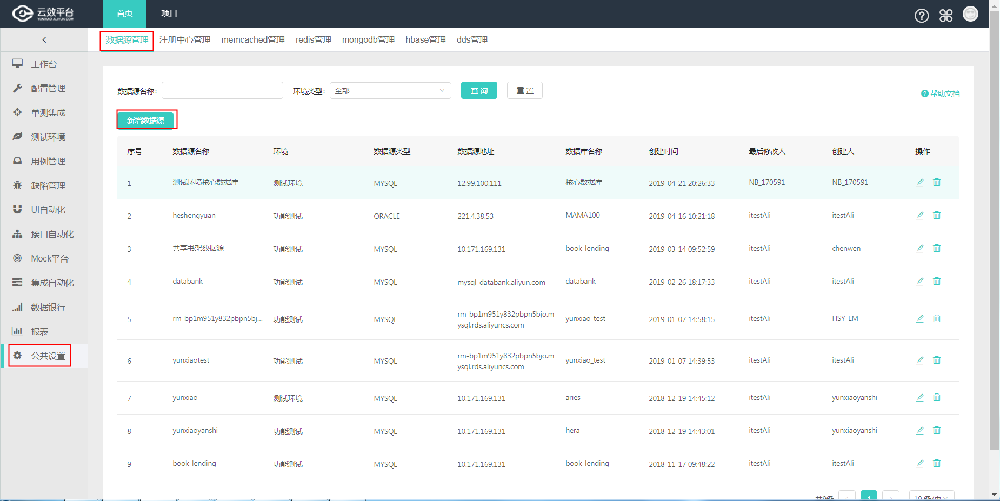 云效平台
YUNXIAO.ALIYUN.COM
首页 项目
数据源管理 注册中心管理 memcached管理 redis管理 mongodb管理 hbase管理 dds管理
工作台
配置管理
单测集成
测试环境
用例管理
缺陷管理
UI自动化
接口自动化
Mock平台
集成自动化
数据银行
报表
公共设置
数据源名称: 环境类型: 全部 查 询 重 置
帮助文档
新增数据源
序号 数据源名称 环境 数据源类型 数据源地址 数据库名称 创建时间 最后修改人 创建人 操作
1 测试环境核心数据库 测试环境 MYSQL 12.99.100.111 核心数据库 2019-04-21 20:26:33 NB_170591 NB_170591
2 heshengyuan 功能测试 ORACLE 221.4.38.53 MAMA100 2019-04-16 10:21:18 itestAli itestAli
3 共享书架数据源 功能测试 MYSQL 10.171.169.131 book-lending 2019-03-14 09:52:59 itestAli chenwen
4 databank 功能测试 MYSQL mysql-databank.aliyun.com databank 2019-02-26 18:17:33 itestAli itestAli
5 rm-bp1m951y832pbpn5bj... 功能测试 MYSQL rm-bp1m951y832pbpn5bjo.m
ysql.rds.aliyuncs.com yunxiao_test 2019-01-07 14:58:15 itestAli HSY_LM
6 yunxiaotest 功能测试 MYSQL rm-bp1m951y832pbpn5bjo.m
ysql.rds.aliyuncs.com yunxiao_test 2019-01-07 14:39:53 itestAli itestAli
7 yunxiao 测试环境 MYSQL 10.171.169.131 aries 2018-12-19 14:45:12 itestAli yunxiaoyanshi
8 yunxiaoyanshi 功能测试 MYSQL 10.171.169.131 hera 2018-12-19 14:43:01 itestAli yunxiaoyanshi
9 book-lending 功能测试 MYSQL 10.171.169.131 book-lending 2018-11-17 09:48:22 itestAli itestAli
共9条 1 10 条/页